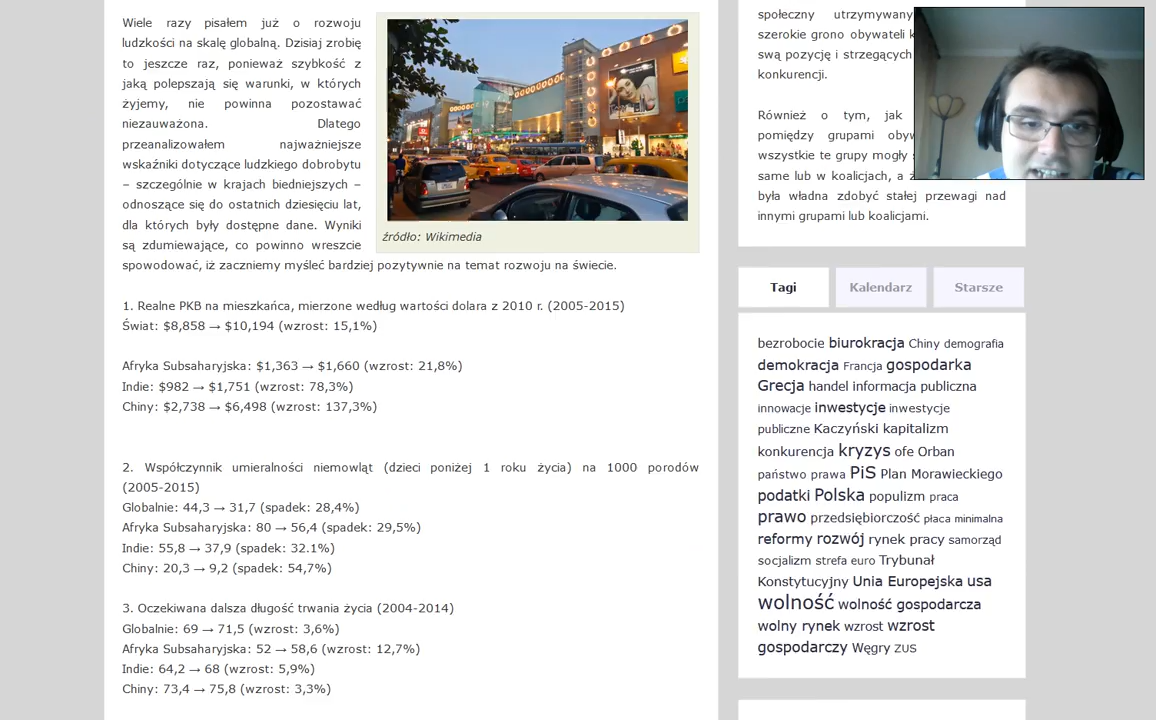 Wiele razy pisałem już o rozwoju
ludzkości na skalę globalną. Dzisiaj zrobię
to jeszcze raz, ponieważ szybkość z
jaką polepszają się warunki, w których
żyjemy, nie powinna pozostawać
niezauważona. Dlatego
przeanalizowałem najważniejsze
wskaźniki dotyczące ludzkiego dobrobytu
– szczególnie w krajach biedniejszych –
odnoszące się do ostatnich dziesięciu lat,
dla których były dostępne dane. Wyniki
są zdumiewające, co powinno wreszcie
spowodować, iż zaczniemy myśleć bardziej pozytywnie na temat rozwoju na świecie.
źródło: Wikimedia
1. Realne PKB na mieszkańca, mierzone według wartości dolara z 2010 r. (2005-2015)
Świat: $8,858 → $10,194 (wzrost: 15,1%)
Afryka Subsaharyjska: $1,363 → $1,660 (wzrost: 21,8%)
Indie: $982 → $1,751 (wzrost: 78,3%)
Chiny: $2,738 → $6,498 (wzrost: 137,3%)
2. Współczynnik umieralności niemowląt (dzieci poniżej 1 roku życia) na 1000 porodów
(2005-2015)
Globalnie: 44,3 → 31,7 (spadek: 28,4%)
Afryka Subsaharyjska: 80 → 56,4 (spadek: 29,5%)
Indie: 55,8 → 37,9 (spadek: 32.1%)
Chiny: 20,3 → 9,2 (spadek: 54,7%)
3. Oczekiwana dalsza długość trwania życia (2004-2014)
Globalnie: 69 → 71,5 (wzrost: 3,6%)
Afryka Subsaharyjska: 52 → 58,6 (wzrost: 12,7%)
Indie: 64,2 → 68 (wzrost: 5,9%)
Chiny: 73,4 → 75,8 (wzrost: 3,3%)
społeczny utrzymywany
szerokie grono obywateli
swą pozycję i strzegących
konkurencji.
Również o tym, jak
pomiędzy grupami
wszystkie te grupy mogły
same lub w koalicjach, a
była władna zdobyć stałej przewagi nad
innymi grupami lub koalicjami.
Tagi Kalendarz Starsze
bezrobocie biurokracja Chiny demografia
demokracja Francja gospodarka
Grecja handel informacja publiczna
innowacje inwestycje inwestycje
publiczne Kaczyński kapitalizm
konkurencja kryzys ofe Orban
państwo prawa PiS Plan Morawieckiego
podatki Polska populizm praca
prawo przedsiębiorczość płaca minimalna
reformy rozwój rynek pracy samorząd
socjalizm strefa euro Trybunał
Konstytucyjny Unia Europejska usa
wolność wolność gospodarcza
wolny rynek wzrost wzrost
gospodarczy Węgry ZUS